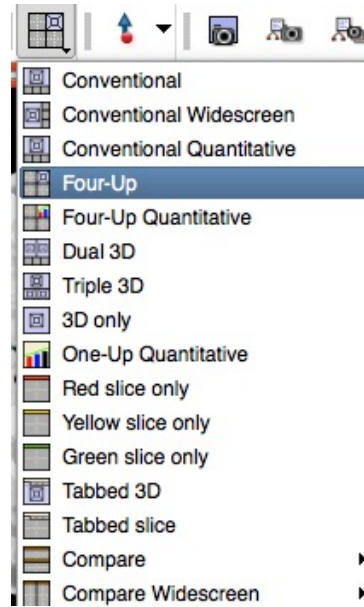 Conventional
Conventional Widescreen
Conventional Quantitative
Four-Up
Four-Up Quantitative
Dual 3D
Triple 3D
3D only
One-Up Quantitative
Red slice only
Yellow slice only
Green slice only
Tabbed 3D
Tabbed slice
Compare
Compare Widescreen